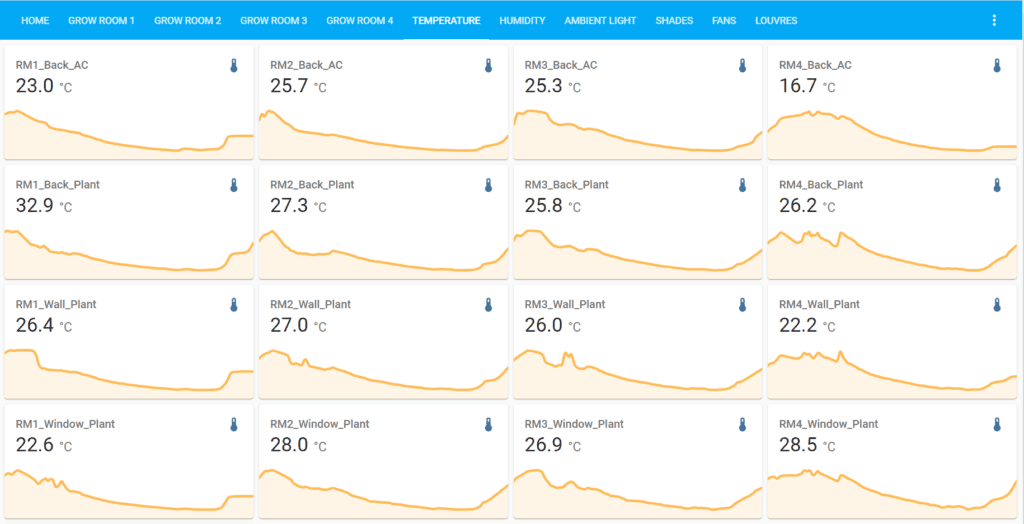 HOME GROW ROOM 1 GROW ROOM 2 GROW ROOM 3 GROW ROOM 4 TEMPERATURE HUMIDITY AMBIENT LIGHT SHADES FANS LOUVRES
RM1_Back_AC RM2_Back_AC RM3_Back_AC RM4_Back_AC
23.0 °C 25.7 °C 25.3 °C 16.7 °C
RM1_Back_Plant RM2_Back_Plant RM3_Back_Plant RM4_Back_Plant
32.9 °C 27.3 °C 25.8 °C 26.2 °C
RM1_Wall_Plant RM2_Wall_Plant RM3_Wall_Plant RM4_Wall_Plant
26.4 °C 27.0 °C 26.0 °C 22.2 °C
RM1_Window_Plant RM2_Window_Plant RM3_Window_Plant RM4_Window_Plant
22.6 °C 28.0 °C 26.9 °C 28.5 °C